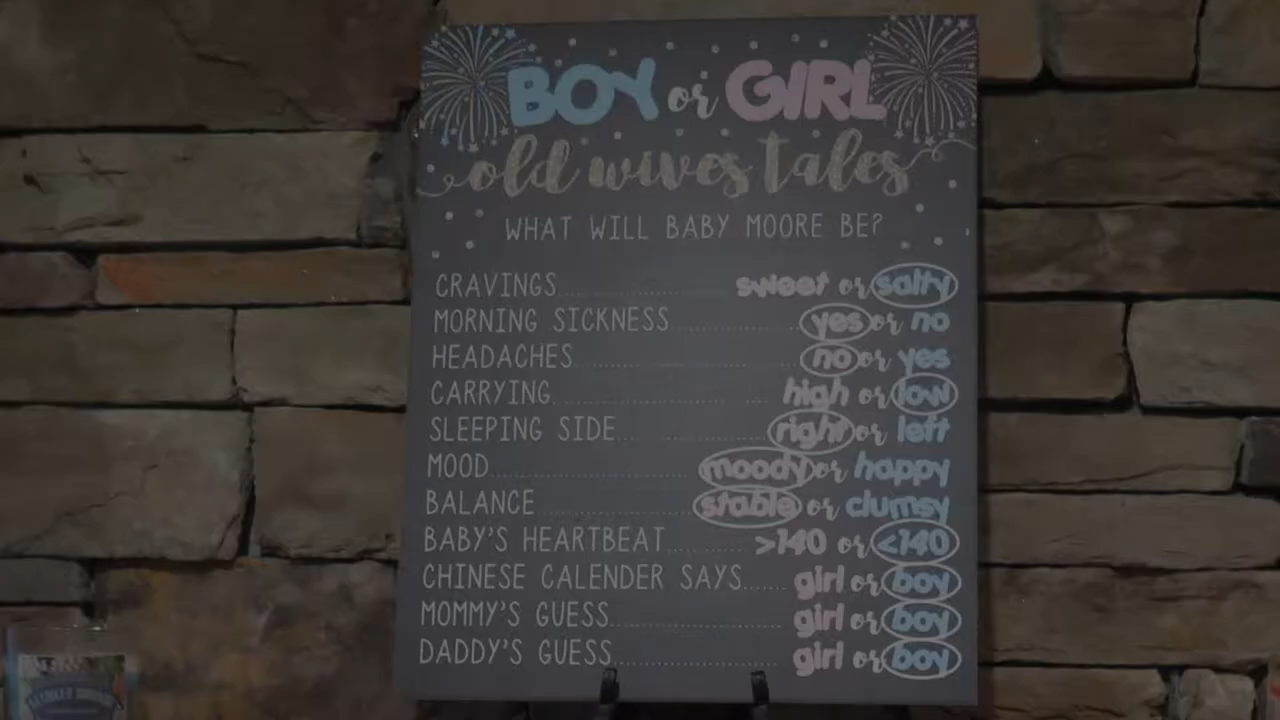 BOY or GIRL
old wives tales
WHAT WILL BABY MOORE BE?
CRAVINGS sweet or salty
MORNING SICKNESS yes or no
HEADACHES no or yes
CARRYING high or low
SLEEPING SIDE right or left
MOOD moody or happy
BALANCE stable or clumsy
BABY'S HEARTBEAT >140 or <140
CHINESE CALENDER SAYS girl or boy
MOMMY'S GUESS girl or boy
DADDY'S GUESS girl or boy